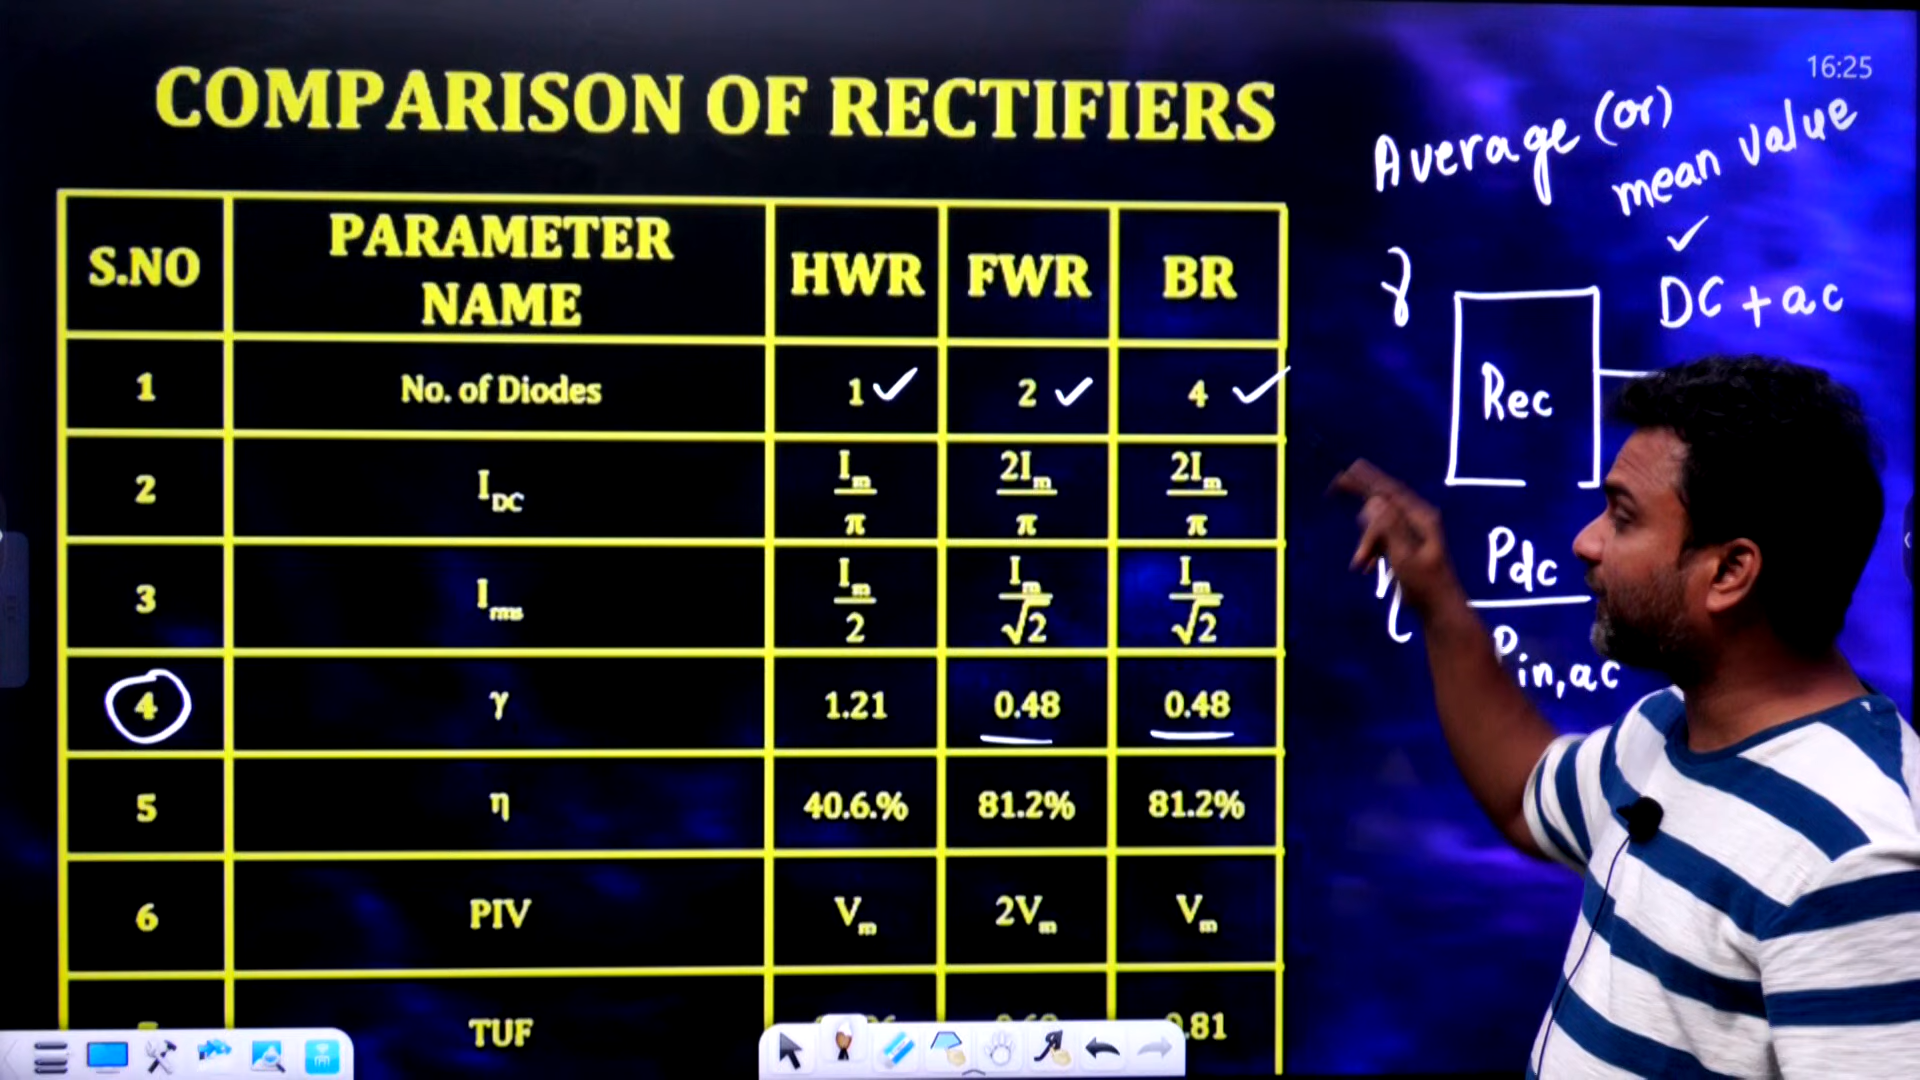 16:25
COMPARISON OF RECTIFIERS
Average (or)
mean value
S.NO PARAMETER NAME HWR FWR BR
γ
DC + ac
Rec
1 No. of Diodes 1 2 4
2 I_DC I_m/π 2I_m/π 2I_m/π
3 I_rms I_m/2 I_m/√2 I_m/√2
η Pdc
Pin,ac
4 γ 1.21 0.48 0.48
5 η 40.6.% 81.2% 81.2%
6 PIV V_m 2V_m V_m
TUF .81